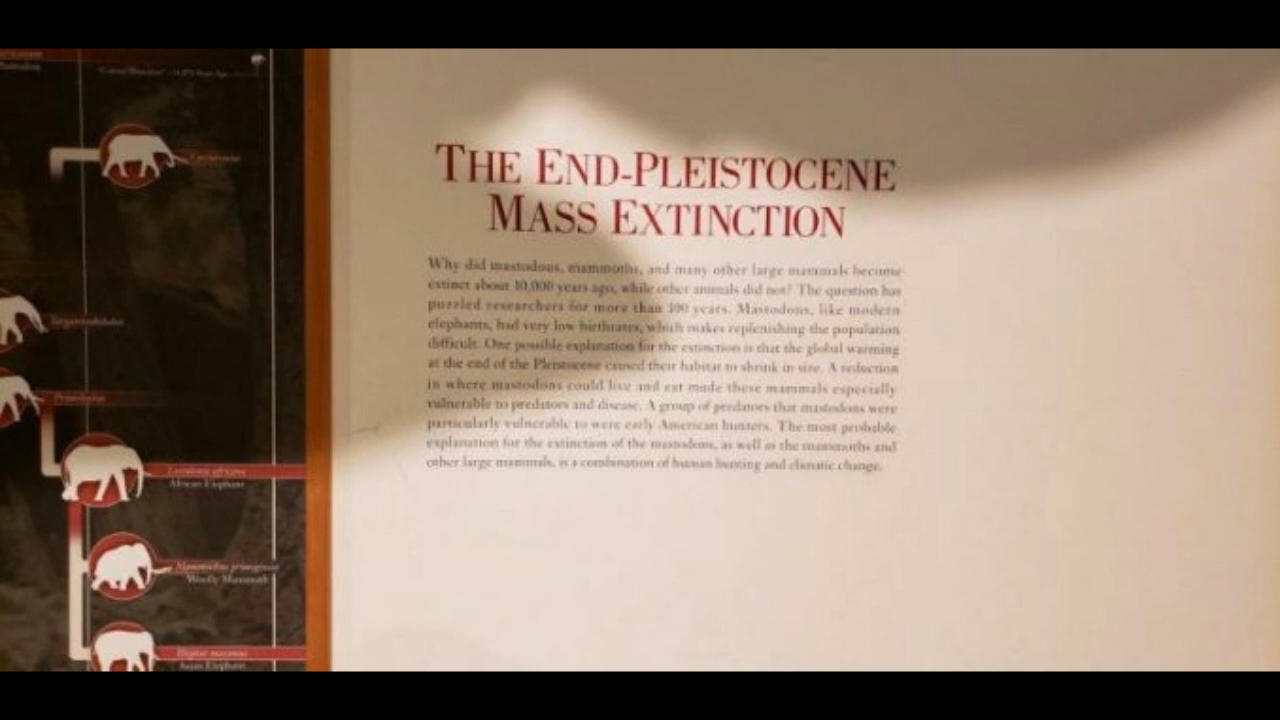 THE END-PLEISTOCENE
MASS EXTINCTION
Why did mastodons, mammoths, and many other large mammals become
extinct about 10,000 years ago, while other animals did not? The question has
puzzled researchers for more than 100 years. Mastodons, like modern
elephants, had very low birthrates, which makes replenishing the population
difficult. One possible explanation for the extinction is that the global warming
at the end of the Pleistocene caused their habitat to shrink in size. A reduction
in where mastodons could live and eat made these mammals especially
vulnerable to predators and disease. A group of predators that mastodons were
particularly vulnerable to were early American hunters. The most probable
explanation for the extinction of the mastodons, as well as the mammoths and
other large mammals, is a combination of human hunting and climatic change.
Loxodonta africana
African Elephant
Mammuthus primigenius
Woolly Mammoth
Elephas maximus
Asian Elephant